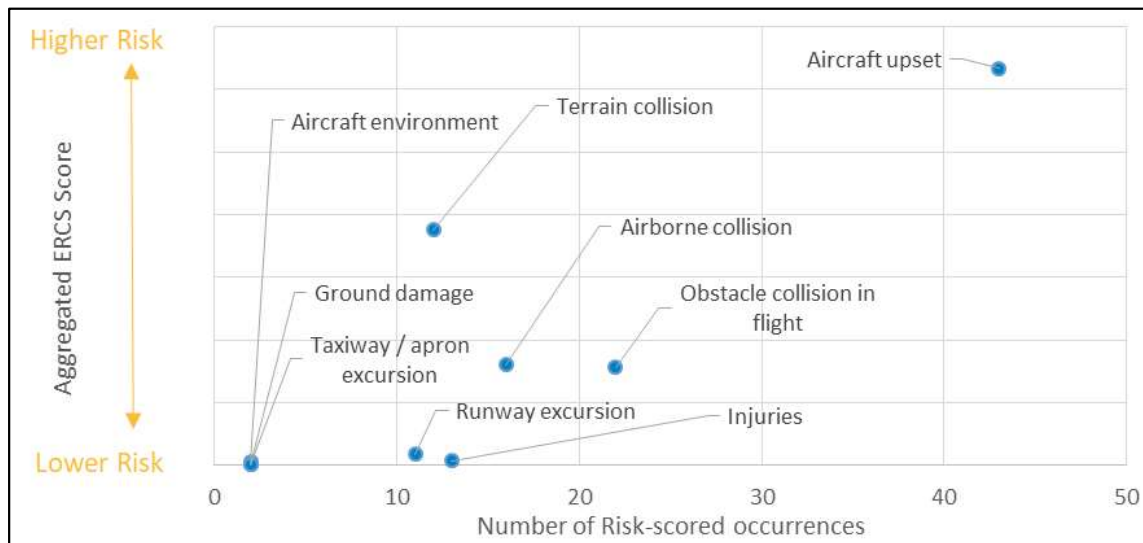 Higher Risk
Aircraft upset
Terrain collision
Aircraft environment
Aggregated ERCS Score
Airborne collision
Ground damage
Obstacle collision in
flight
Taxiway / apron
excursion
Runway excursion
Injuries
Lower Risk
0 10 20 30 40 50
Number of Risk-scored occurrences